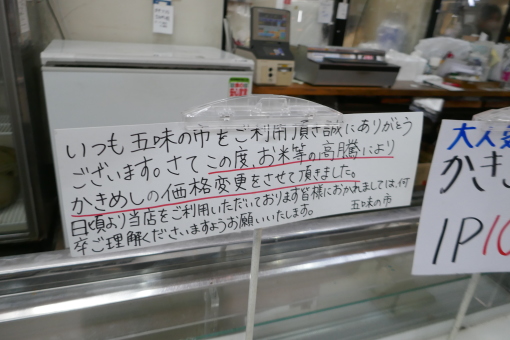 いつも五味の市をご利用頂き誠にありがとう
ございます。さてこの度、お米等の高騰により
かきめしの価格変更をさせて頂きました。
日頃より当店をご利用いただいております皆様におかれましては、何
卒ご理解くださいますようお願いいたします。
五味の市
大人気
かき
1P10